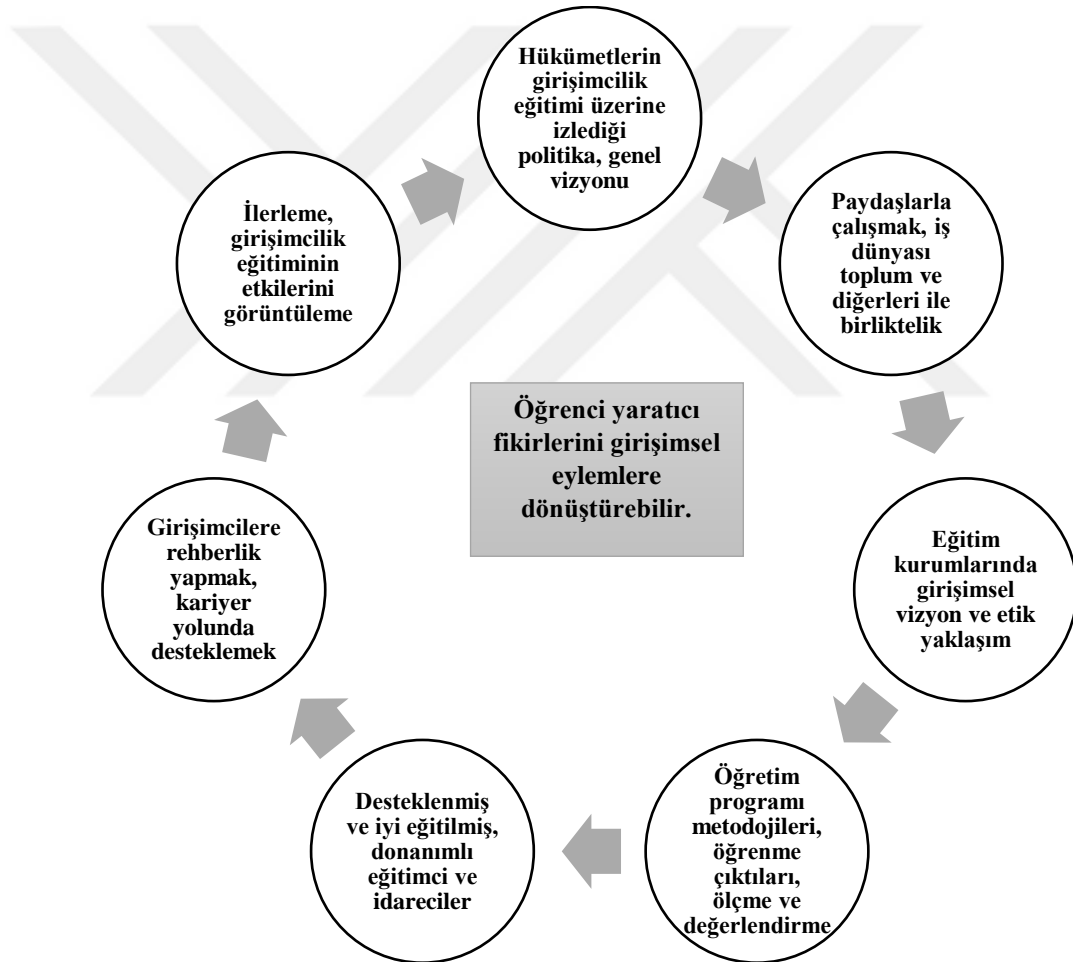 Hükümetlerin
girişimcilik
eğitimi üzerine
izlediği
politika, genel
vizyonu
Paydaşlarla
çalışmak, iş
dünyası
toplum ve
diğerleri ile
birliktelik
Eğitim
kurumlarında
girişimsel
vizyon ve etik
yaklaşım
Öğretim
programı
metodojileri,
öğrenme
çıktıları,
ölçme ve
değerlendirme
Desteklenmiş
ve iyi eğitilmiş,
donanımlı
eğitimci ve
idareciler
Girişimcilere
rehberlik
yapmak,
kariyer
yolunda
desteklemek
İlerleme,
girişimcilik
eğitiminin
etkilerini
görüntüleme
Öğrenci yaratıcı
fikirlerini girişimsel
eylemlere
dönüştürebilir.